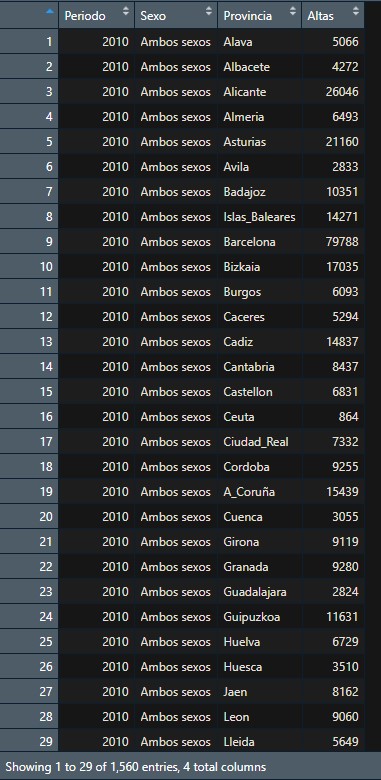 Periodo Sexo Provincia Altas
1 2010 Ambos sexos Alava 5066
2 2010 Ambos sexos Albacete 4272
3 2010 Ambos sexos Alicante 26046
4 2010 Ambos sexos Almeria 6493
5 2010 Ambos sexos Asturias 21160
6 2010 Ambos sexos Avila 2833
7 2010 Ambos sexos Badajoz 10351
8 2010 Ambos sexos Islas_Baleares 14271
9 2010 Ambos sexos Barcelona 79788
10 2010 Ambos sexos Bizkaia 17035
11 2010 Ambos sexos Burgos 6093
12 2010 Ambos sexos Caceres 5294
13 2010 Ambos sexos Cadiz 14837
14 2010 Ambos sexos Cantabria 8437
15 2010 Ambos sexos Castellon 6831
16 2010 Ambos sexos Ceuta 864
17 2010 Ambos sexos Ciudad_Real 7332
18 2010 Ambos sexos Cordoba 9255
19 2010 Ambos sexos A_Coruña 15439
20 2010 Ambos sexos Cuenca 3055
21 2010 Ambos sexos Girona 9119
22 2010 Ambos sexos Granada 9280
23 2010 Ambos sexos Guadalajara 2824
24 2010 Ambos sexos Guipuzkoa 11631
25 2010 Ambos sexos Huelva 6729
26 2010 Ambos sexos Huesca 3510
27 2010 Ambos sexos Jaen 8162
28 2010 Ambos sexos Leon 9060
29 2010 Ambos sexos Lleida 5649
Showing 1 to 29 of 1,560 entries, 4 total columns